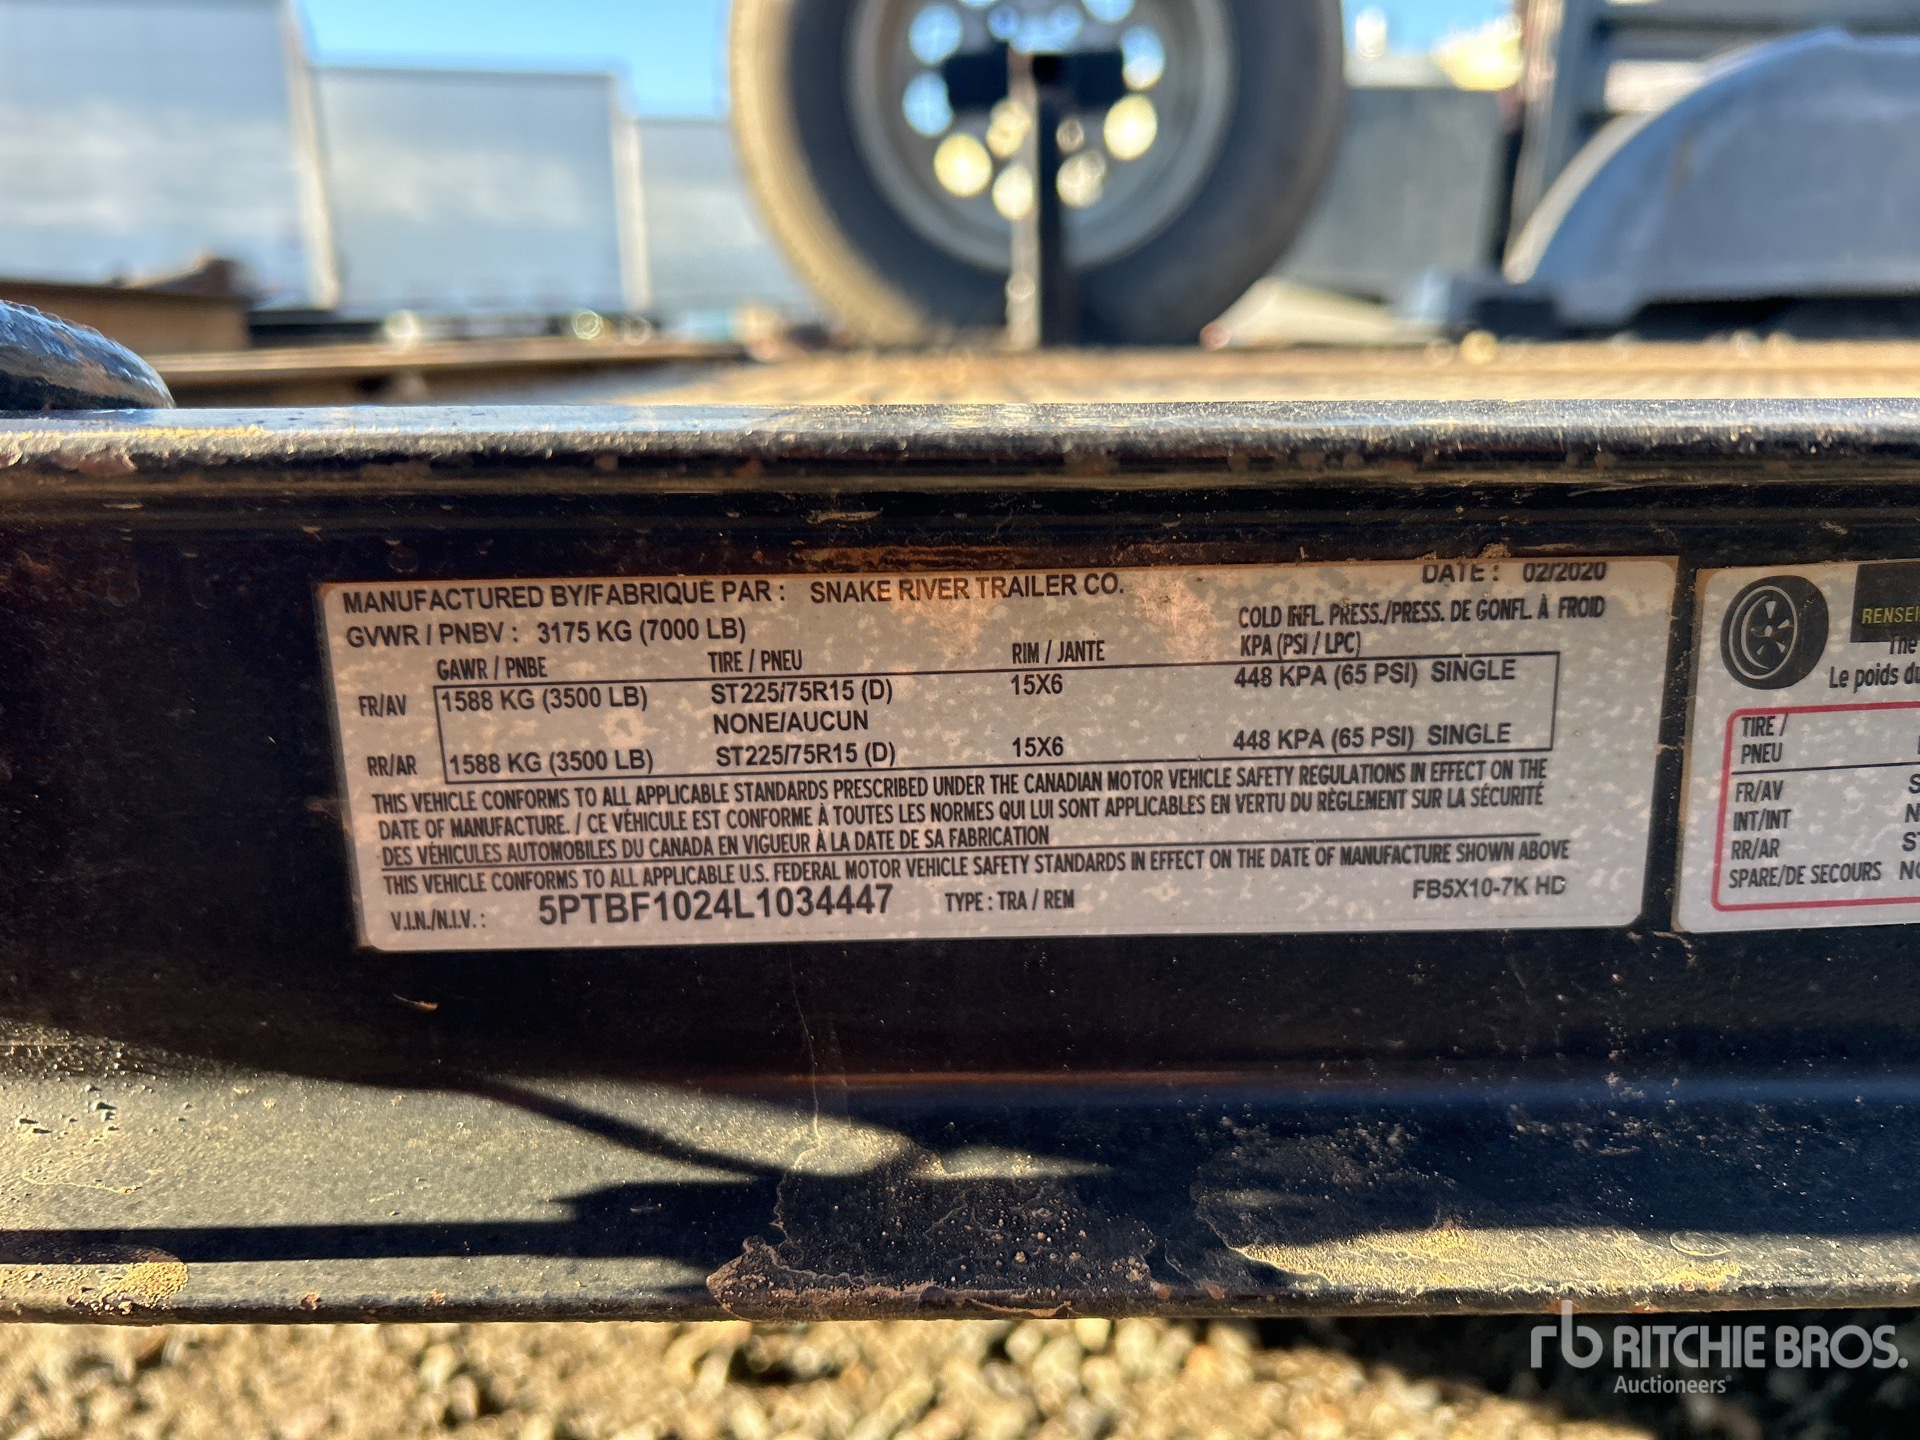 MANUFACTURED BY/FABRIQUÉ PAR : SNAKE RIVER TRAILER CO. DATE : 02/2020
GVWR / PNBV : 3175 KG (7000 LB) COLD INFL. PRESS./PRESS. DE GONFL. À FROID
GAWR / PNBE TIRE / PNEU RIM / JANTE KPA (PSI / LPC)
FR/AV 1588 KG (3500 LB) ST225/75R15 (D) 15X6 448 KPA (65 PSI) SINGLE
NONE/AUCUN
RR/AR 1588 KG (3500 LB) ST225/75R15 (D) 15X6 448 KPA (65 PSI) SINGLE
THIS VEHICLE CONFORMS TO ALL APPLICABLE STANDARDS PRESCRIBED UNDER THE CANADIAN MOTOR VEHICLE SAFETY REGULATIONS IN EFFECT ON THE
DATE OF MANUFACTURE. / CE VÉHICULE EST CONFORME À TOUTES LES NORMES QUI LUI SONT APPLICABLES EN VERTU DU RÈGLEMENT SUR LA SÉCURITÉ
DES VÉHICULES AUTOMOBILES DU CANADA EN VIGUEUR À LA DATE DE SA FABRICATION
THIS VEHICLE CONFORMS TO ALL APPLICABLE U.S. FEDERAL MOTOR VEHICLE SAFETY STANDARDS IN EFFECT ON THE DATE OF MANUFACTURE SHOWN ABOVE
V.I.N./N.I.V. : 5PTBF1024L1034447 TYPE : TRA / REM FB5X10-7K HD
RENSEI
The
Le poids du
TIRE /
PNEU
FR/AV S
INT/INT N
RR/AR ST
SPARE/DE SECOURS NO
rb RITCHIE BROS.
Auctioneers